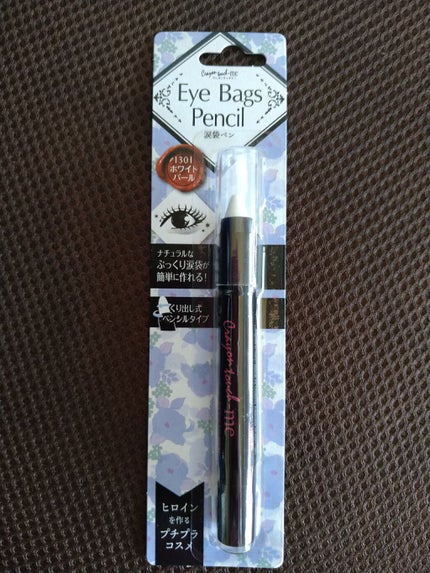 Crayon touch-me
Eye Bags
Pencil
涙袋ペン
1301
ホワイト
パール
ナチュラルな
ぷっくり涙袋が
簡単に作れる!
くり出し式
ペンシルタイプ
Crayon touch-me
ヒロイン
を作る
プチプラ
コスメ